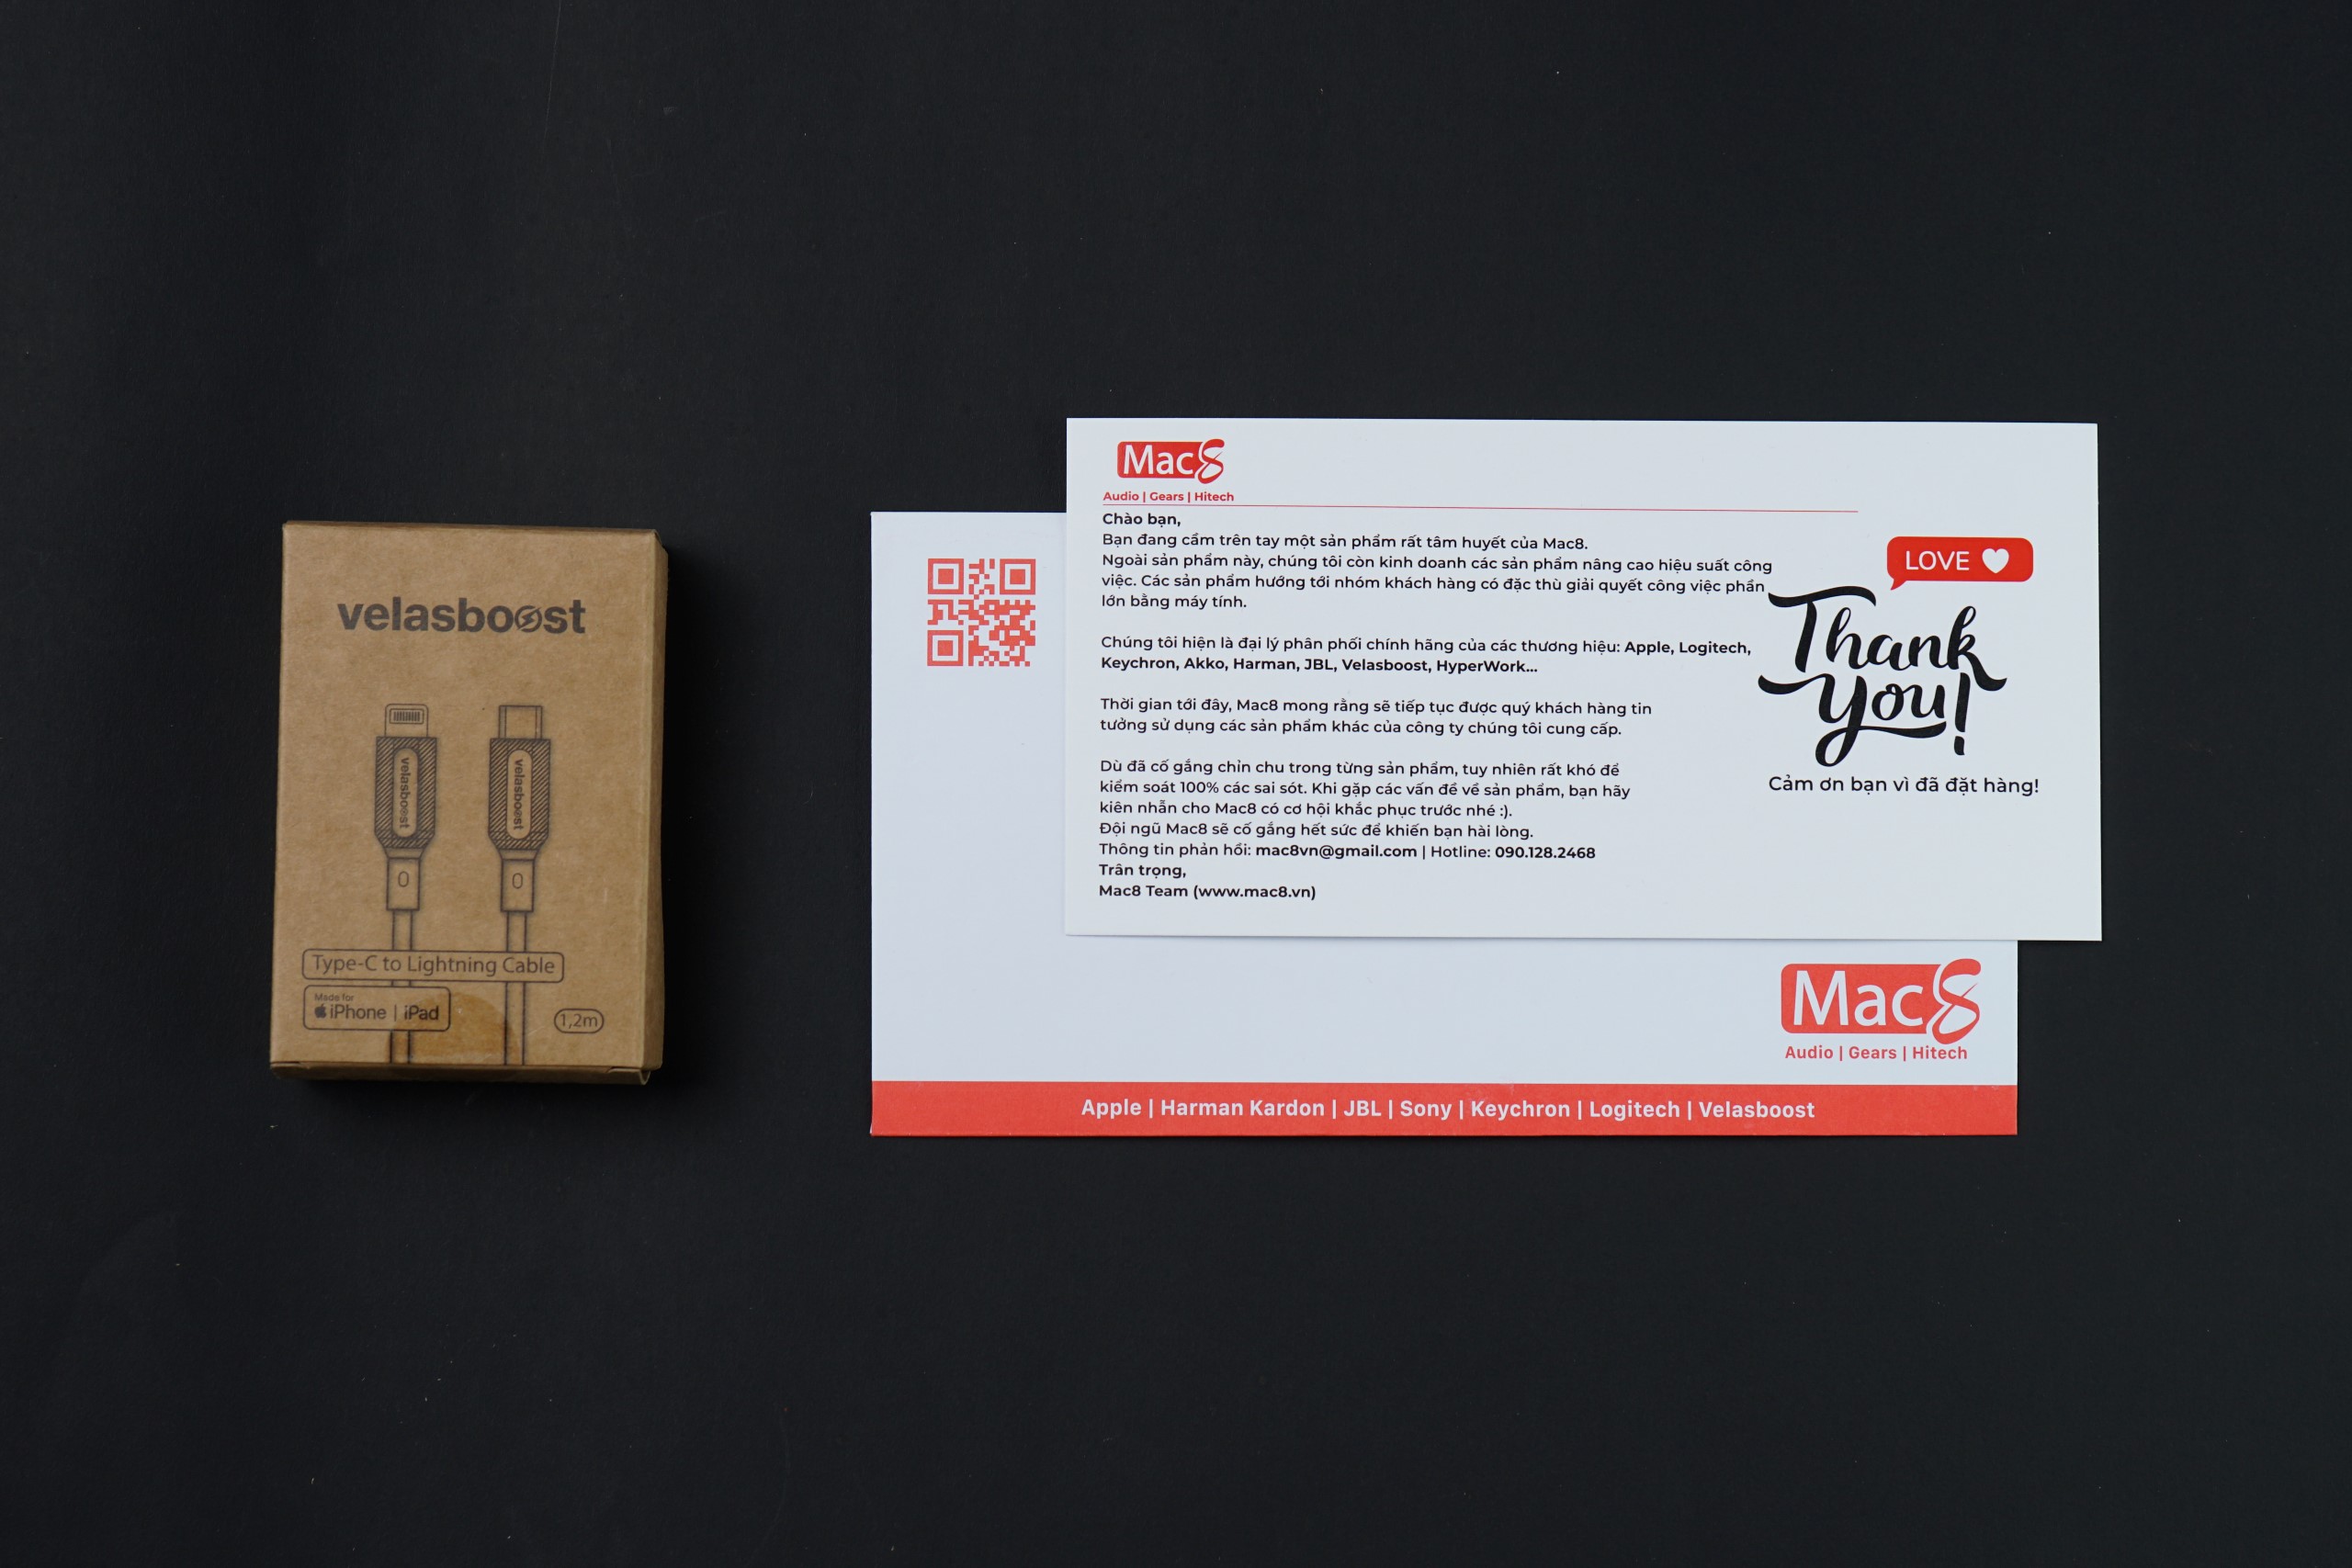 velasboost
velasboost
velasboost
Type-C to Lightning Cable
Made for
iPhone | iPad
1,2m
Mac8
Audio | Gears | Hitech
Chào bạn,
Bạn đang cầm trên tay một sản phẩm rất tâm huyết của Mac8.
Ngoài sản phẩm này, chúng tôi còn kinh doanh các sản phẩm nâng cao hiệu suất công
việc. Các sản phẩm hướng tới nhóm khách hàng có đặc thù giải quyết công việc phần
lớn bằng máy tính.
Chúng tôi hiện là đại lý phân phối chính hãng của các thương hiệu: Apple, Logitech,
Keychron, Akko, Harman, JBL, Velasboost, HyperWork...
Thời gian tới đây, Mac8 mong rằng sẽ tiếp tục được quý khách hàng tin
tưởng sử dụng các sản phẩm khác của công ty chúng tôi cung cấp.
Dù đã cố gắng chỉn chu trong từng sản phẩm, tuy nhiên rất khó để
kiểm soát 100% các sai sót. Khi gặp các vấn đề về sản phẩm, bạn hãy
kiên nhẫn cho Mac8 có cơ hội khắc phục trước nhé :).
Đội ngũ Mac8 sẽ cố gắng hết sức để khiến bạn hài lòng.
Thông tin phản hồi: mac8vn@gmail.com | Hotline: 090.128.2468
Trân trọng,
Mac8 Team (www.mac8.vn)
LOVE
Thank
You!
Cảm ơn bạn vì đã đặt hàng!
Mac8
Audio | Gears | Hitech
Apple | Harman Kardon | JBL | Sony | Keychron | Logitech | Velasboost